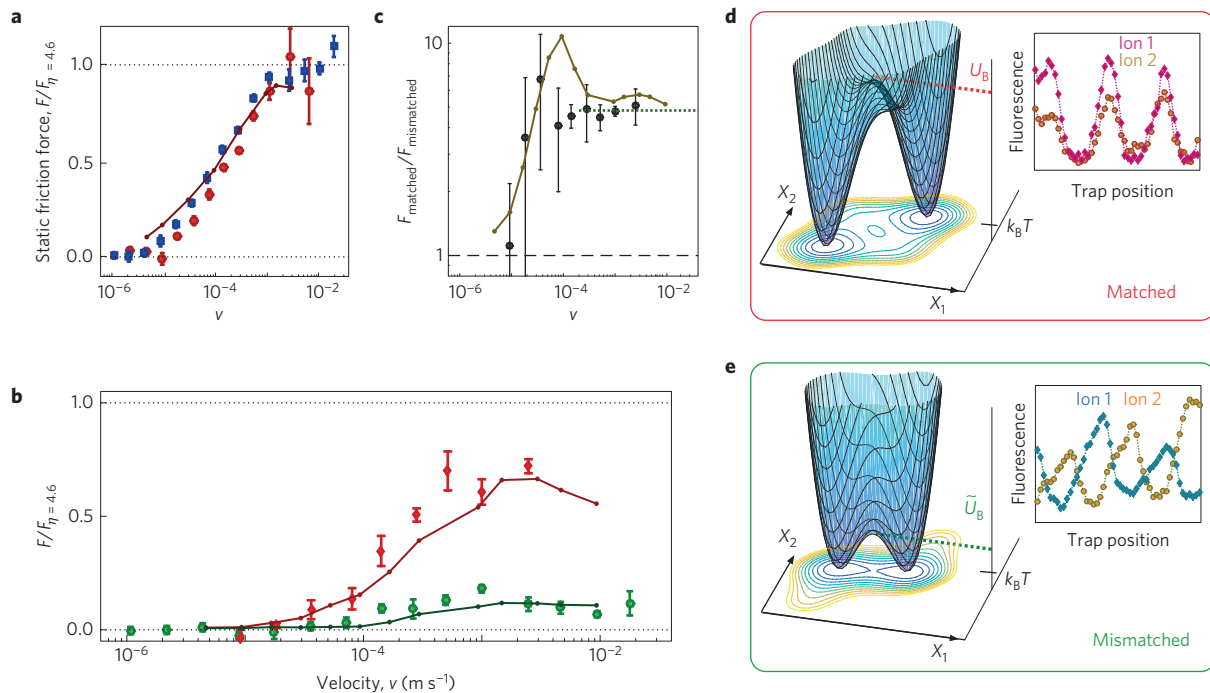 a
Static friction force, F/Fη = 4.6
1.0
0.5
0.0
10⁻⁶
10⁻⁴
10⁻²
v
c
Fmatched/Fmismatched
10
1
10⁻⁶
10⁻⁴
10⁻²
v
b
F/Fη = 4.6
1.0
0.5
0.0
10⁻⁶
10⁻⁴
10⁻²
Velocity, v (m s⁻¹)
d
UB
X2
X1
kBT
Fluorescence
Ion 1
Ion 2
Trap position
Matched
e
ŨB
X2
X1
kBT
Fluorescence
Ion 1 Ion 2
Trap position
Mismatched